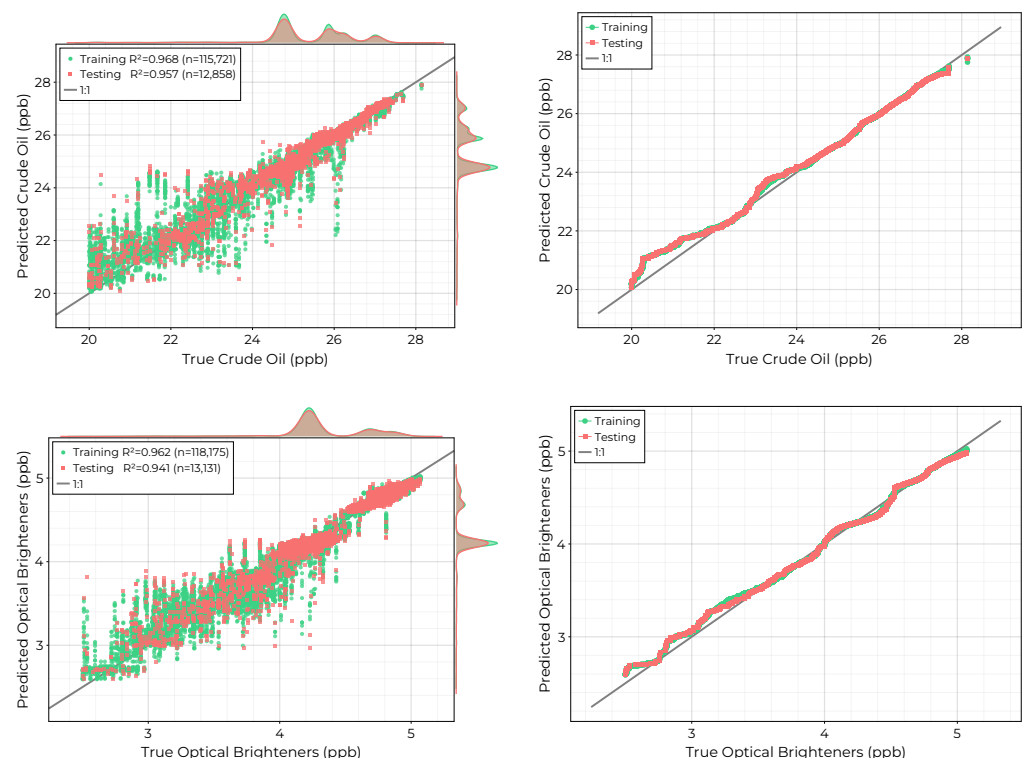 Training R²=0.968 (n=115,721)
Testing R²=0.957 (n=12,858)
1:1
Predicted Crude Oil (ppb)
28
26
24
22
20
20 22 24 26 28
True Crude Oil (ppb)
Training
Testing
1:1
Predicted Crude Oil (ppb)
28
26
24
22
20
20 22 24 26 28
True Crude Oil (ppb)
Training R²=0.962 (n=118,175)
Testing R²=0.941 (n=13,131)
1:1
Predicted Optical Brighteners (ppb)
5
4
3
3 4 5
True Optical Brighteners (ppb)
Training
Testing
1:1
Predicted Optical Brighteners (ppb)
5
4
3
3 4 5
True Optical Brighteners (ppb)